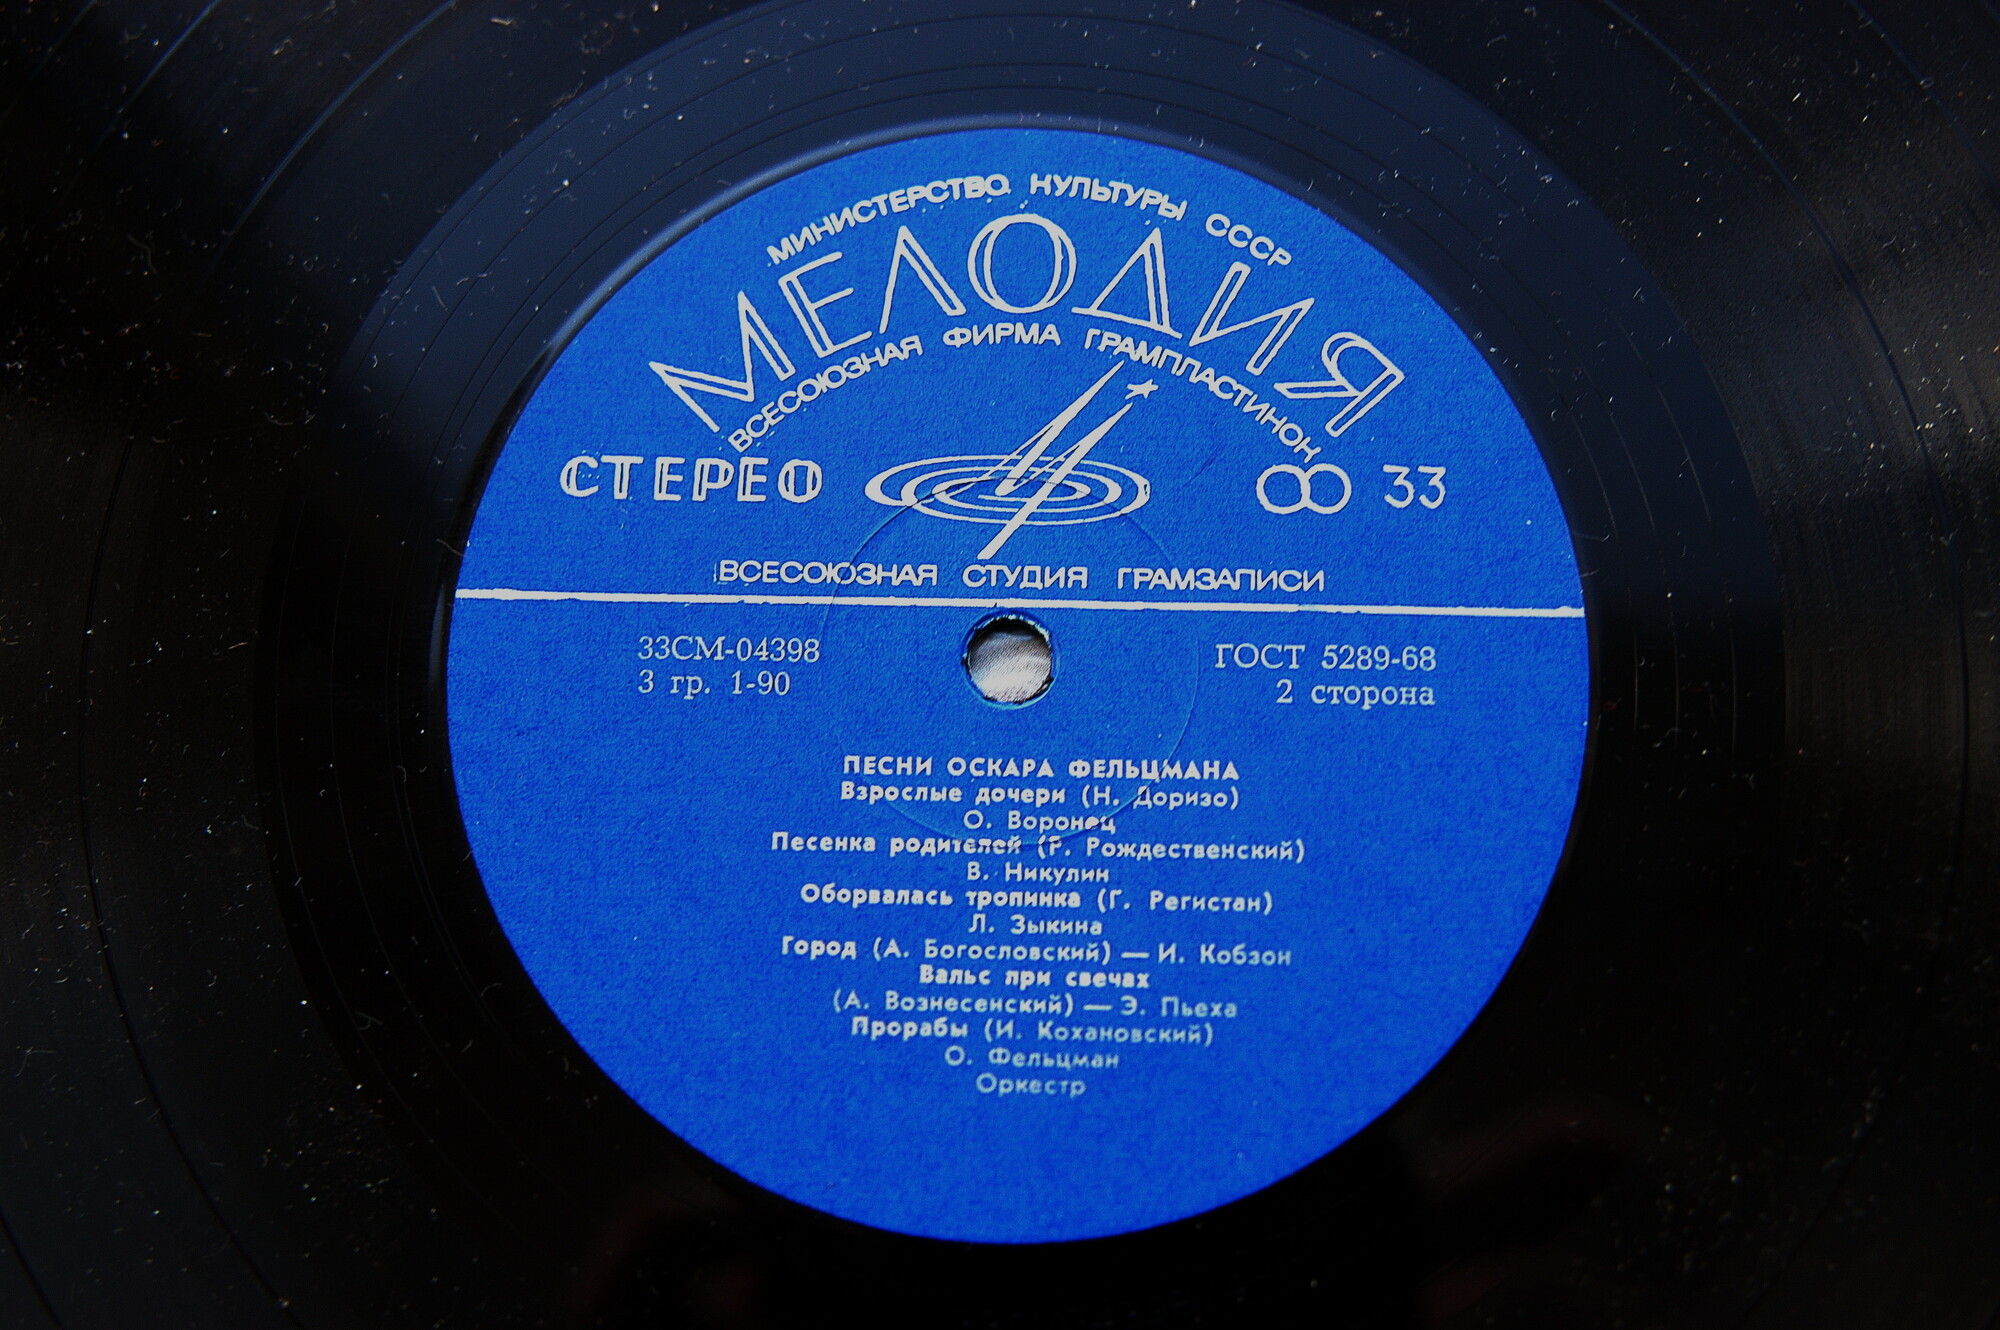 МИНИСТЕРСТВО КУЛЬТУРЫ СССР
МЕЛОДИЯ
ВСЕСОЮЗНАЯ ФИРМА ГРАМПЛАСТИНОК
СТЕРЕО 33
ВСЕСОЮЗНАЯ СТУДИЯ ГРАМЗАПИСИ
33СМ-04398 ГОСТ 5289-68
3 гр. 1-90 2 сторона
ПЕСНИ ОСКАРА ФЕЛЬЦМАНА
Взрослые дочери (Н. Доризо)
О. Воронец
Песенка родителей (Р. Рождественский)
В. Никулин
Оборвалась тропинка (Г. Регистан)
Л. Зыкина
Город (А. Богословский) — И. Кобзон
Вальс при свечах
(А. Вознесенский) — Э. Пьеха
Прорабы (И. Кохановский)
О. Фельцман
Оркестр